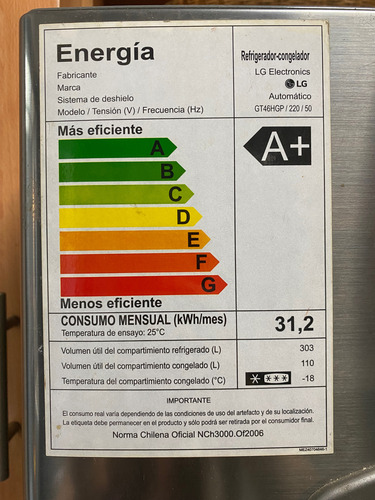 Energía
Refrigerador-congelador
Fabricante
LG Electronics
Marca
LG
Sistema de deshielo
Automático
Modelo / Tensión (V) / Frecuencia (Hz)
GT46HGP / 220 / 50
Más eficiente
A
A+
B
C
D
E
F
G
Menos eficiente
CONSUMO MENSUAL (kWh/mes)
31,2
Temperatura de ensayo: 25°C
Volumen útil del compartimiento refrigerado (L)
303
Volumen útil del compartimiento congelado (L)
110
Temperatura del compartimiento congelado (°C)
-18
IMPORTANTE
El consumo real varía dependiendo de las condiciones de uso del artefacto y de su localización.
La etiqueta debe permanecer en el producto y sólo podrá ser retirada por el consumidor final.
Norma Chilena Oficial NCh3000.Of2006